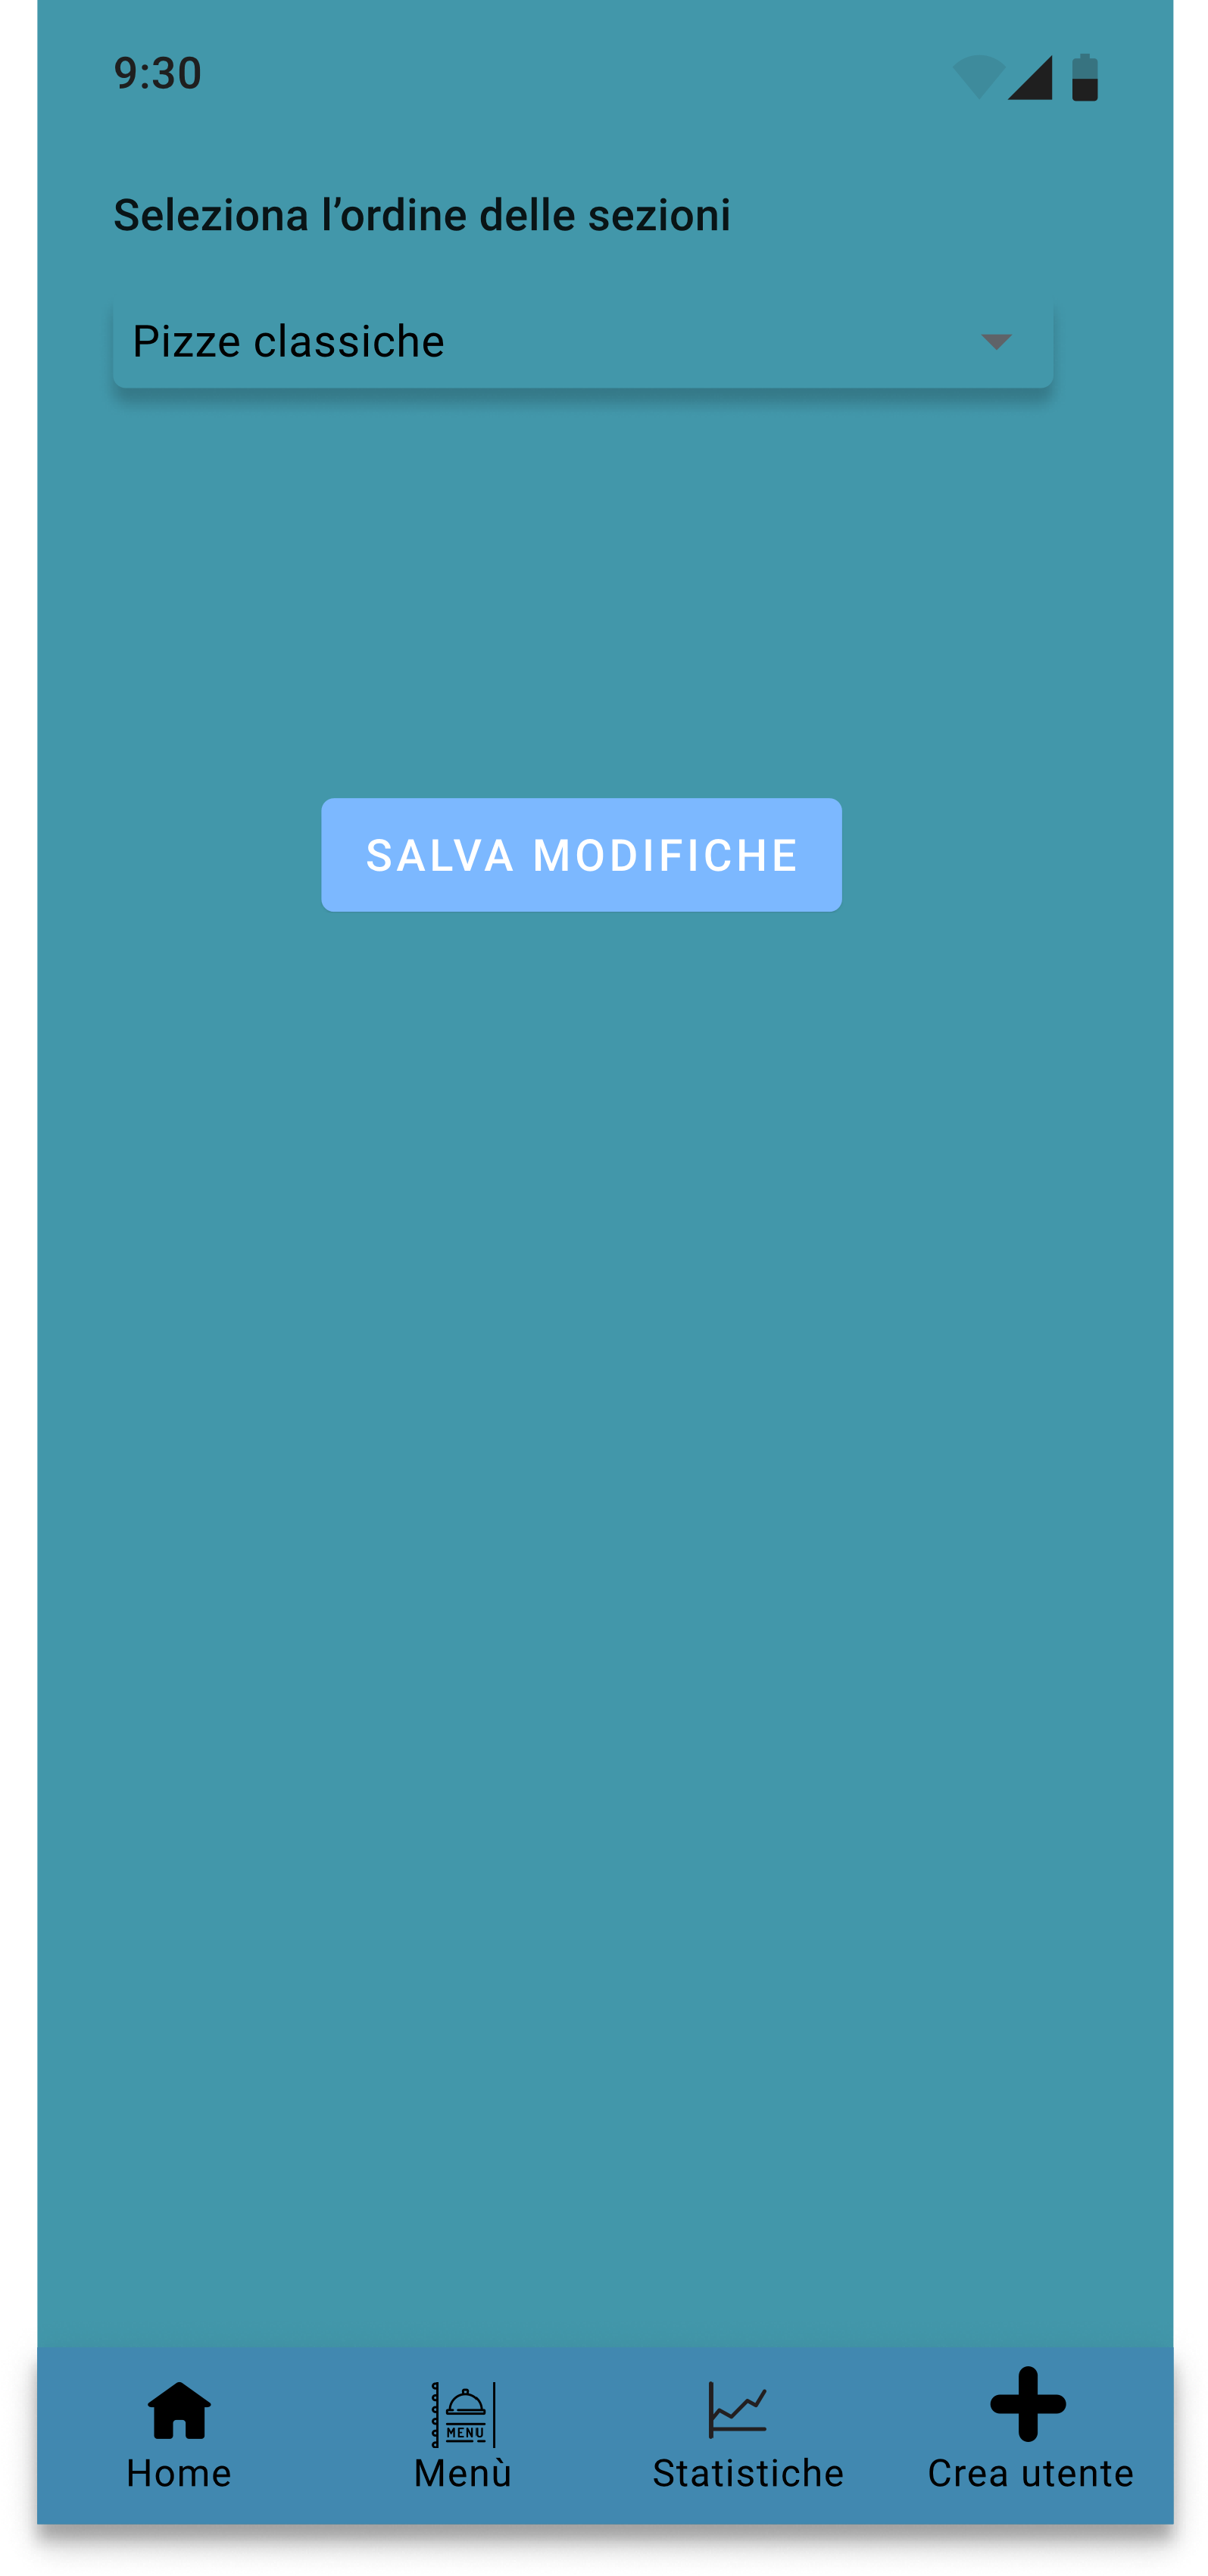 9:30
Seleziona l’ordine delle sezioni
Pizze classiche
SALVA MODIFICHE
MENU
Home
Menù
Statistiche
Crea utente